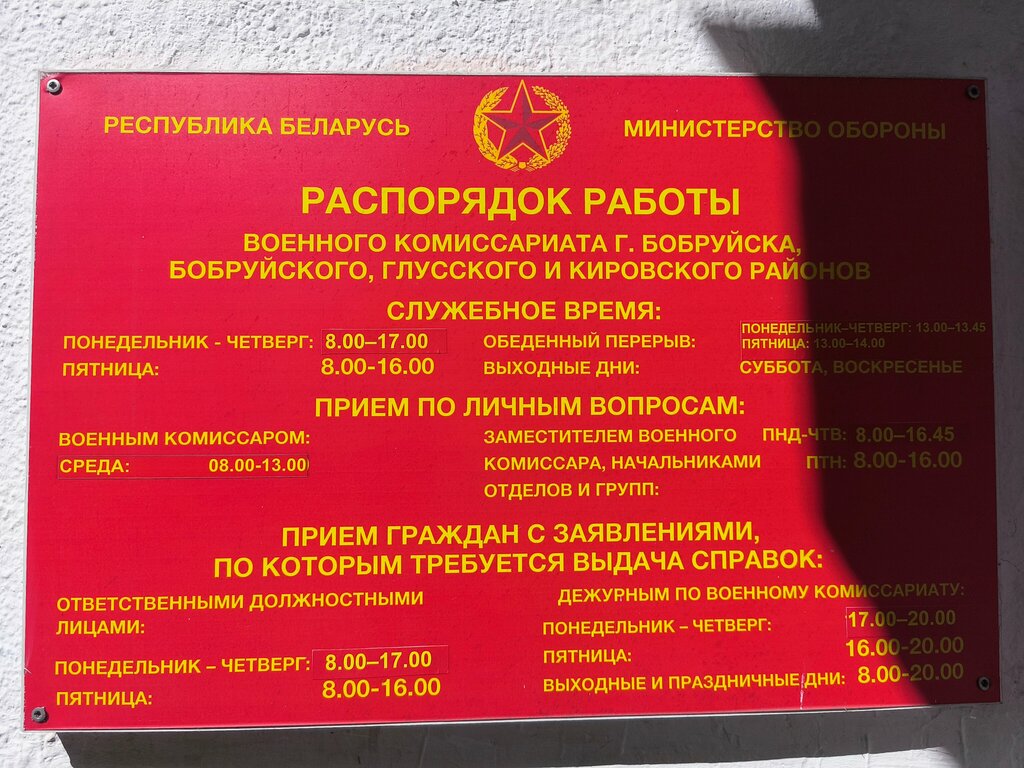 РЕСПУБЛИКА БЕЛАРУСЬ
МИНИСТЕРСТВО ОБОРОНЫ
РАСПОРЯДОК РАБОТЫ
ВОЕННОГО КОМИССАРИАТА Г. БОБРУЙСКА,
БОБРУЙСКОГО, ГЛУССКОГО И КИРОВСКОГО РАЙОНОВ
СЛУЖЕБНОЕ ВРЕМЯ:
ПОНЕДЕЛЬНИК - ЧЕТВЕРГ: 8.00–17.00
ПЯТНИЦА: 8.00-16.00
ОБЕДЕННЫЙ ПЕРЕРЫВ: ПОНЕДЕЛЬНИК–ЧЕТВЕРГ: 13.00–13.45
ПЯТНИЦА: 13.00–14.00
ВЫХОДНЫЕ ДНИ: СУББОТА, ВОСКРЕСЕНЬЕ
ПРИЕМ ПО ЛИЧНЫМ ВОПРОСАМ:
ВОЕННЫМ КОМИССАРОМ:
СРЕДА: 08.00-13.00
ЗАМЕСТИТЕЛЕМ ВОЕННОГО ПНД-ЧТВ: 8.00–16.45
КОМИССАРА, НАЧАЛЬНИКАМИ ПТН: 8.00-16.00
ОТДЕЛОВ И ГРУПП:
ПРИЕМ ГРАЖДАН С ЗАЯВЛЕНИЯМИ,
ПО КОТОРЫМ ТРЕБУЕТСЯ ВЫДАЧА СПРАВОК:
ОТВЕТСТВЕННЫМИ ДОЛЖНОСТНЫМИ
ЛИЦАМИ:
ПОНЕДЕЛЬНИК – ЧЕТВЕРГ: 8.00–17.00
ПЯТНИЦА: 8.00-16.00
ДЕЖУРНЫМ ПО ВОЕННОМУ КОМИССАРИАТУ:
ПОНЕДЕЛЬНИК – ЧЕТВЕРГ: 17.00–20.00
ПЯТНИЦА: 16.00-20.00
ВЫХОДНЫЕ И ПРАЗДНИЧНЫЕ ДНИ: 8.00-20.00